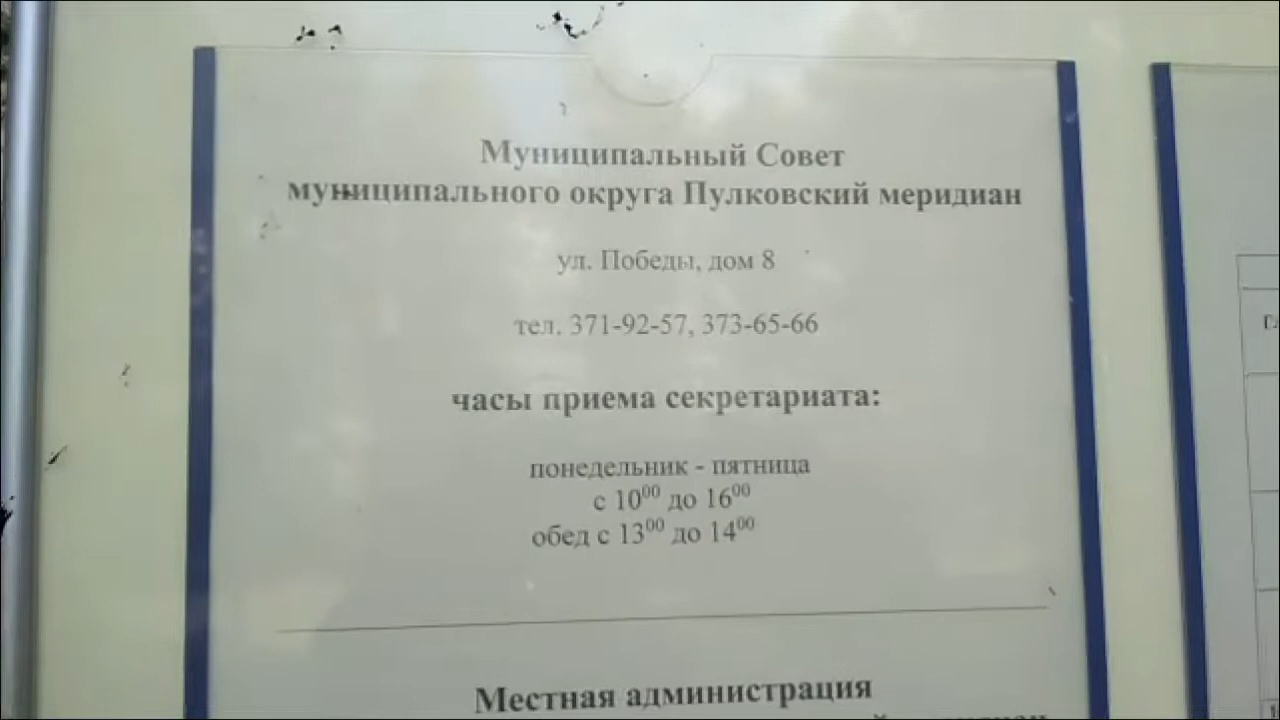 Муниципальный Совет
муниципального округа Пулковский меридиан
ул. Победы, дом 8
тел. 371-92-57, 373-65-66
часы приема секретариата:
понедельник - пятница
с 10⁰⁰ до 16⁰⁰
обед с 13⁰⁰ до 14⁰⁰
Местная администрация